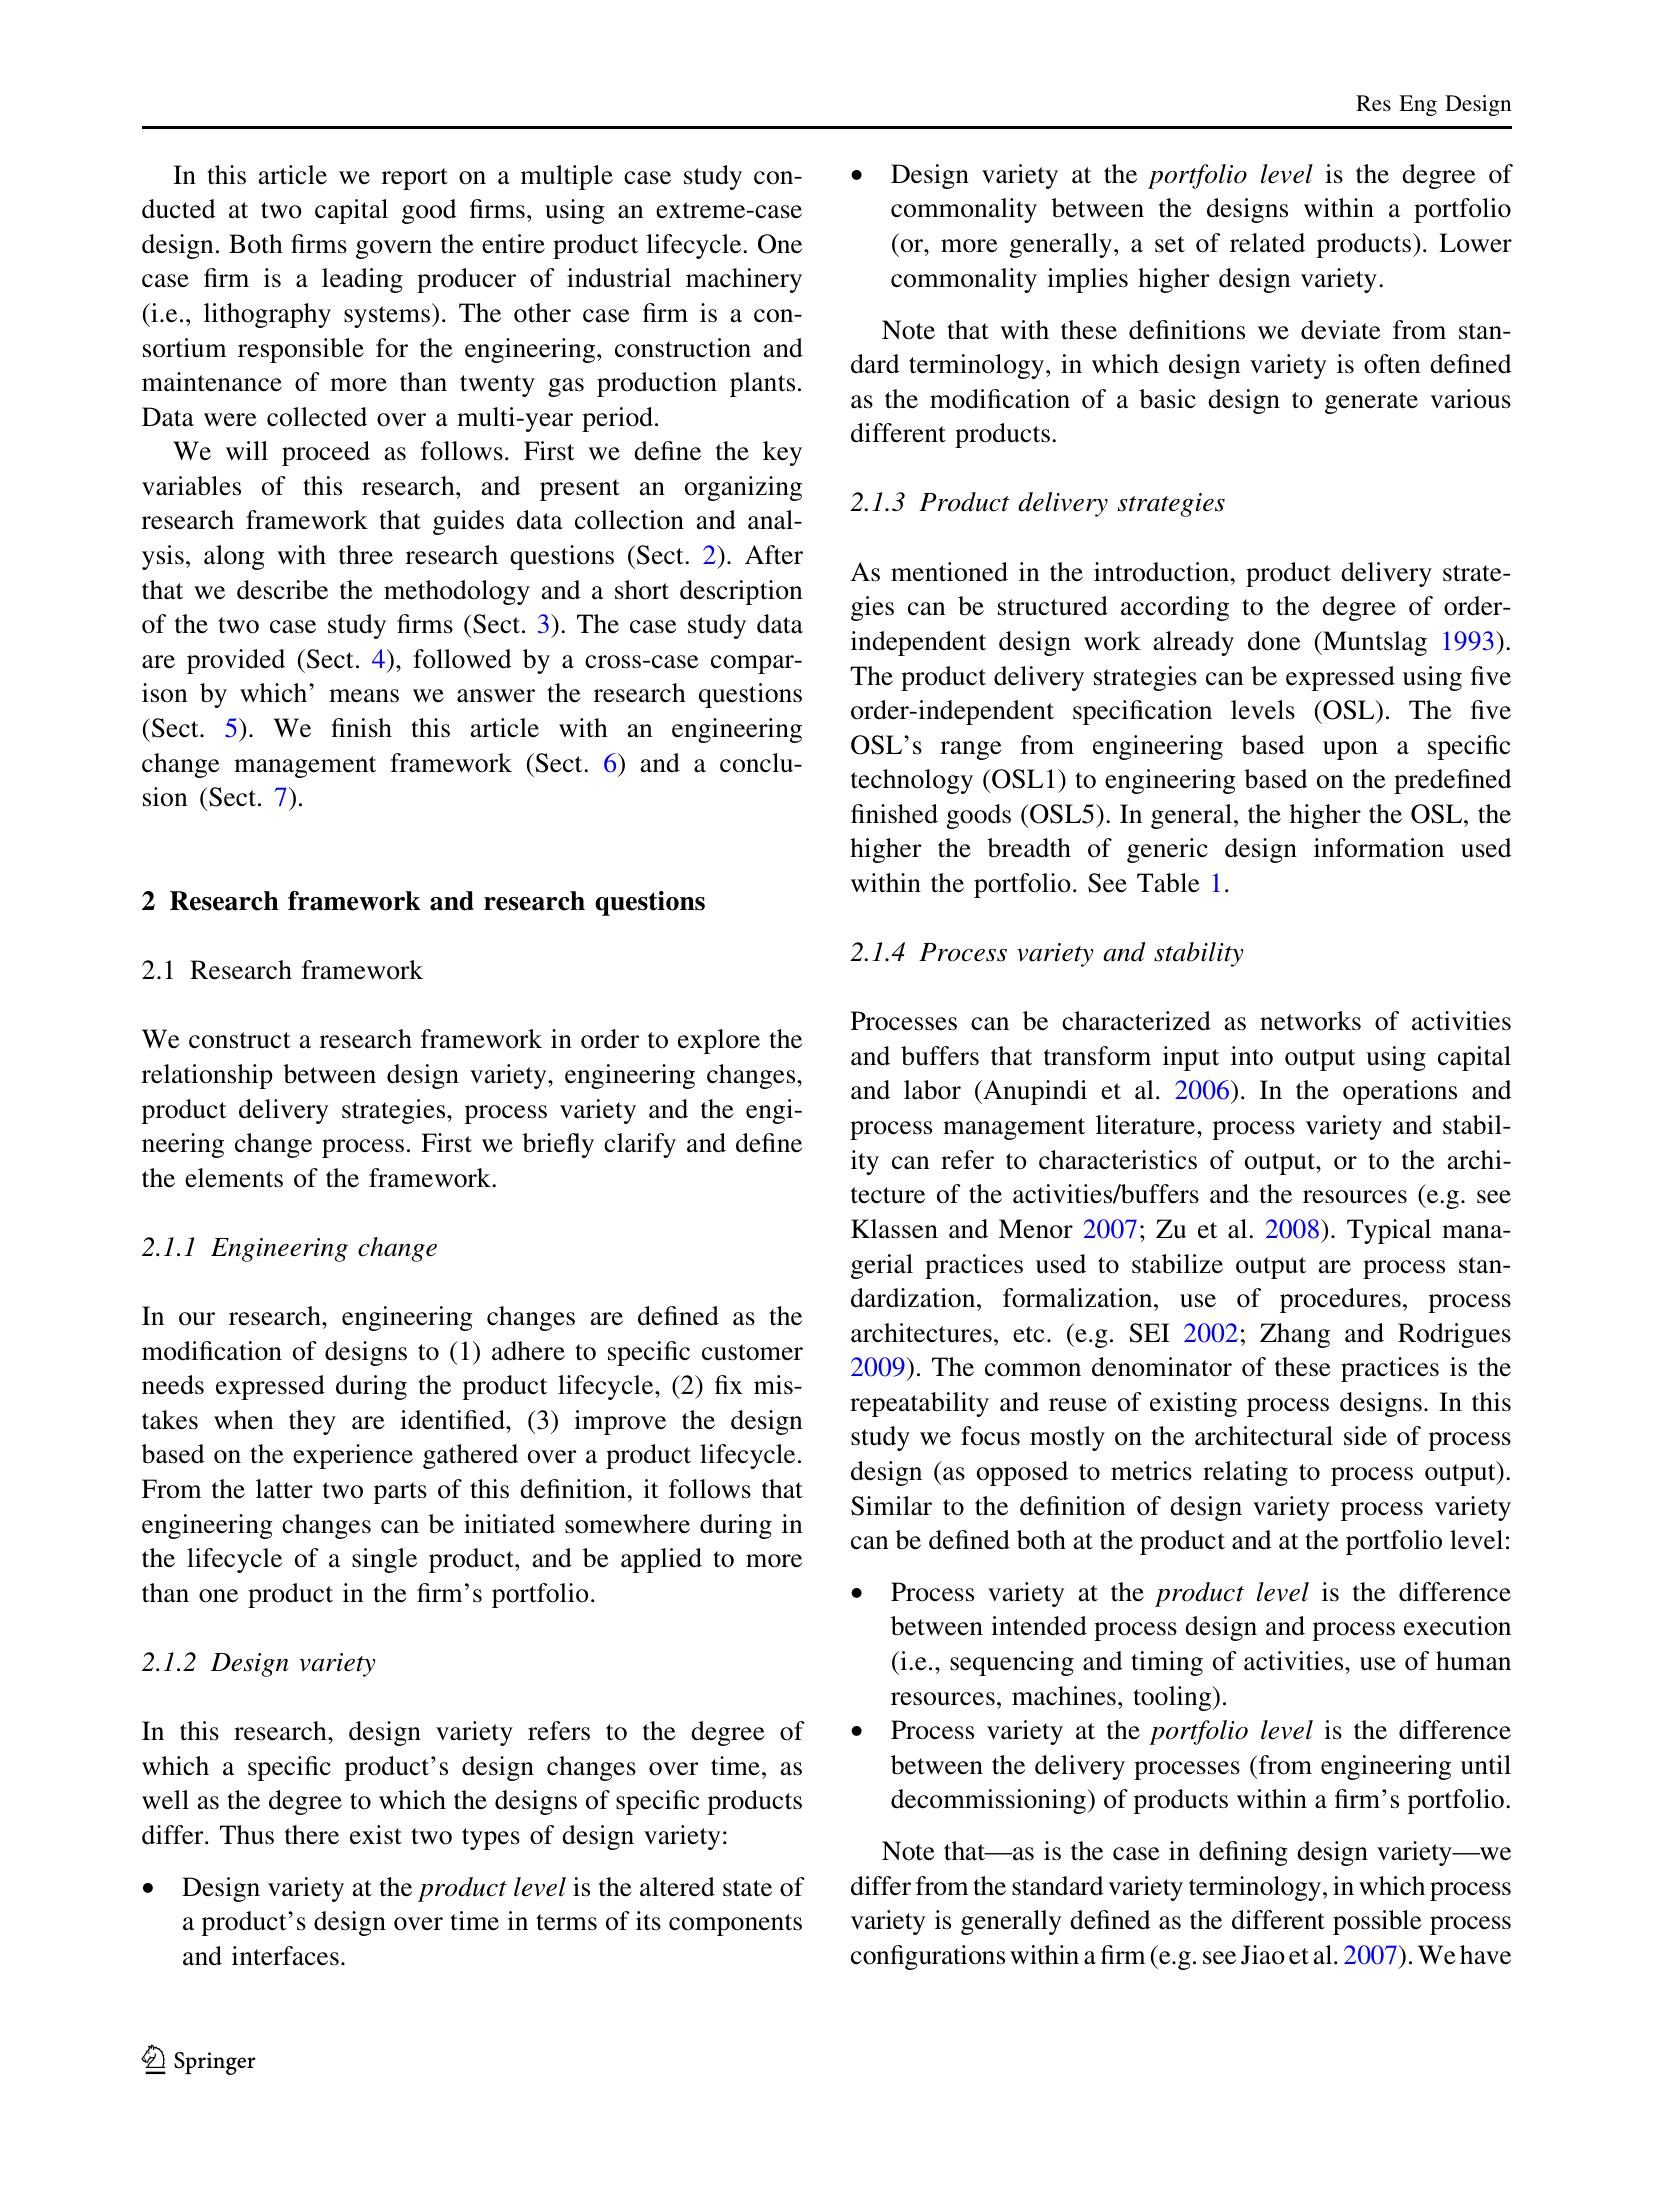 Res Eng Design
In this article we report on a multiple case study con-
ducted at two capital good firms, using an extreme-case
design. Both firms govern the entire product lifecycle. One
case firm is a leading producer of industrial machinery
(i.e., lithography systems). The other case firm is a con-
sortium responsible for the engineering, construction and
maintenance of more than twenty gas production plants.
Data were collected over a multi-year period.
We will proceed as follows. First we define the key
variables of this research, and present an organizing
research framework that guides data collection and anal-
ysis, along with three research questions (Sect. 2). After
that we describe the methodology and a short description
of the two case study firms (Sect. 3). The case study data
are provided (Sect. 4), followed by a cross-case compar-
ison by which’ means we answer the research questions
(Sect. 5). We finish this article with an engineering
change management framework (Sect. 6) and a conclu-
sion (Sect. 7).
2 Research framework and research questions
2.1 Research framework
We construct a research framework in order to explore the
relationship between design variety, engineering changes,
product delivery strategies, process variety and the engi-
neering change process. First we briefly clarify and define
the elements of the framework.
2.1.1 Engineering change
In our research, engineering changes are defined as the
modification of designs to (1) adhere to specific customer
needs expressed during the product lifecycle, (2) fix mis-
takes when they are identified, (3) improve the design
based on the experience gathered over a product lifecycle.
From the latter two parts of this definition, it follows that
engineering changes can be initiated somewhere during in
the lifecycle of a single product, and be applied to more
than one product in the firm’s portfolio.
2.1.2 Design variety
In this research, design variety refers to the degree of
which a specific product’s design changes over time, as
well as the degree to which the designs of specific products
differ. Thus there exist two types of design variety:
• Design variety at the product level is the altered state of
a product’s design over time in terms of its components
and interfaces.
• Design variety at the portfolio level is the degree of
commonality between the designs within a portfolio
(or, more generally, a set of related products). Lower
commonality implies higher design variety.
Note that with these definitions we deviate from stan-
dard terminology, in which design variety is often defined
as the modification of a basic design to generate various
different products.
2.1.3 Product delivery strategies
As mentioned in the introduction, product delivery strate-
gies can be structured according to the degree of order-
independent design work already done (Muntslag 1993).
The product delivery strategies can be expressed using five
order-independent specification levels (OSL). The five
OSL’s range from engineering based upon a specific
technology (OSL1) to engineering based on the predefined
finished goods (OSL5). In general, the higher the OSL, the
higher the breadth of generic design information used
within the portfolio. See Table 1.
2.1.4 Process variety and stability
Processes can be characterized as networks of activities
and buffers that transform input into output using capital
and labor (Anupindi et al. 2006). In the operations and
process management literature, process variety and stabil-
ity can refer to characteristics of output, or to the archi-
tecture of the activities/buffers and the resources (e.g. see
Klassen and Menor 2007; Zu et al. 2008). Typical mana-
gerial practices used to stabilize output are process stan-
dardization, formalization, use of procedures, process
architectures, etc. (e.g. SEI 2002; Zhang and Rodrigues
2009). The common denominator of these practices is the
repeatability and reuse of existing process designs. In this
study we focus mostly on the architectural side of process
design (as opposed to metrics relating to process output).
Similar to the definition of design variety process variety
can be defined both at the product and at the portfolio level:
• Process variety at the product level is the difference
between intended process design and process execution
(i.e., sequencing and timing of activities, use of human
resources, machines, tooling).
• Process variety at the portfolio level is the difference
between the delivery processes (from engineering until
decommissioning) of products within a firm’s portfolio.
Note that—as is the case in defining design variety—we
differ from the standard variety terminology, in which process
variety is generally defined as the different possible process
configurations within a firm (e.g. see Jiao et al. 2007). We have
Springer